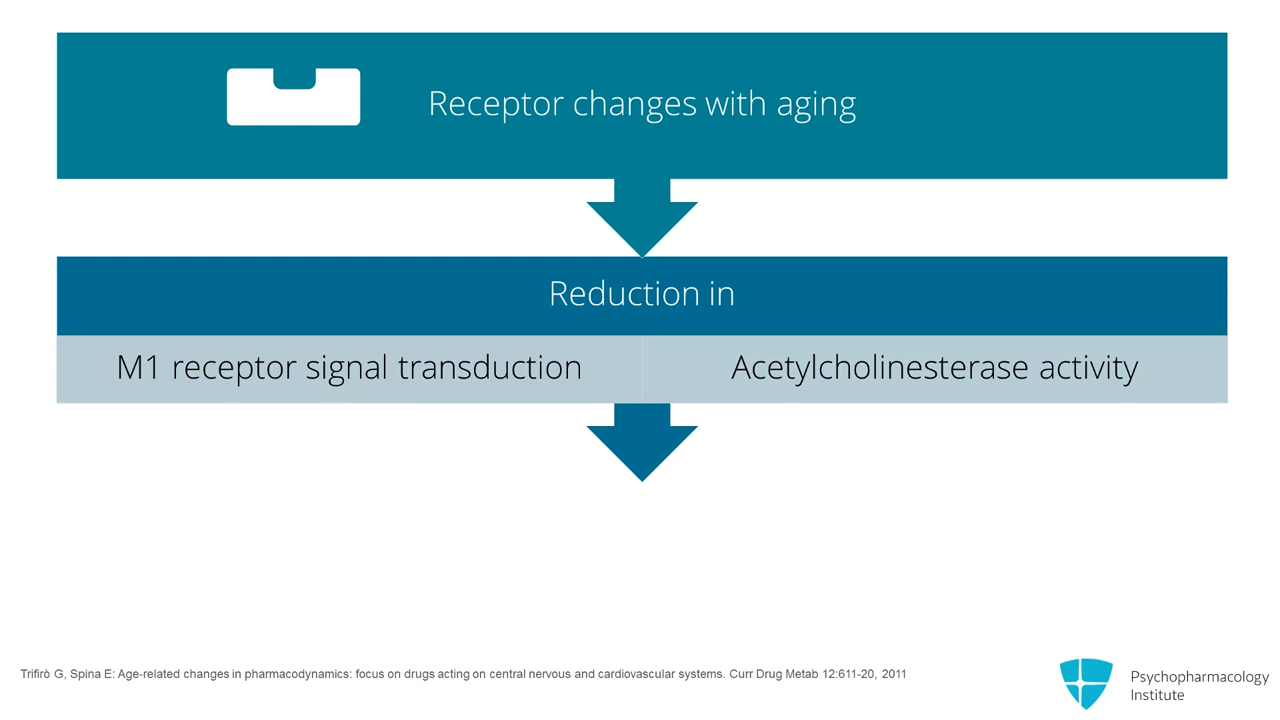 Receptor changes with aging
Reduction in
M1 receptor signal transduction
Acetylcholinesterase activity
Trifirò G, Spina E: Age-related changes in pharmacodynamics: focus on drugs acting on central nervous and cardiovascular systems. Curr Drug Metab 12:611-20, 2011
Psychopharmacology
Institute